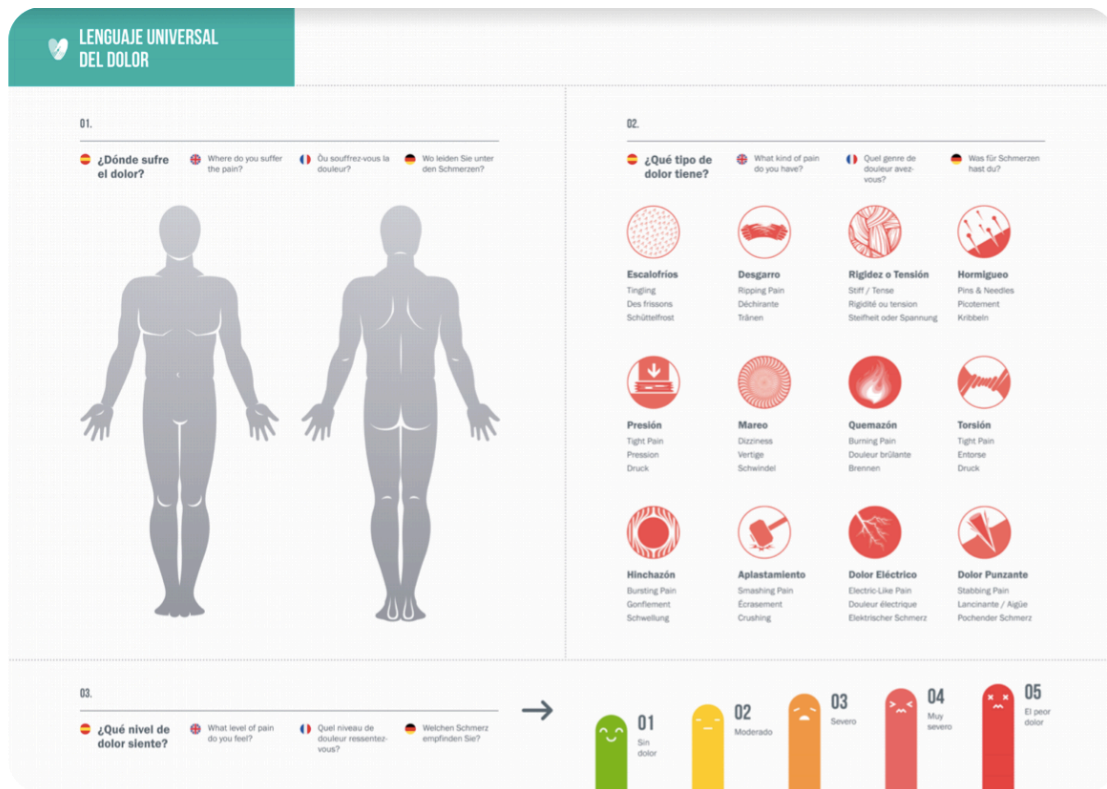 LENGUAJE UNIVERSAL
DEL DOLOR
01.
¿Dónde sufre
el dolor?
Where do you suffer
the pain?
Òu souffrez-vous la
douleur?
Wo leiden Sie unter
den Schmerzen?
02.
¿Qué tipo de
dolor tiene?
What kind of pain
do you have?
Quel genre de
douleur avez-
vous?
Was für Schmerzen
hast du?
Escalofríos
Tingling
Des frissons
Schüttelfrost
Desgarro
Ripping Pain
Déchirante
Tränen
Rigidez o Tensión
Stiff / Tense
Rigidité ou tension
Steifheit oder Spannung
Hormigueo
Pins & Needles
Picotement
Kribbeln
Presión
Tight Pain
Pression
Druck
Mareo
Dizziness
Vertige
Schwindel
Quemazón
Burning Pain
Douleur brûlante
Brennen
Torsión
Tight Pain
Entorse
Druck
Hinchazón
Bursting Pain
Gonflement
Schwellung
Aplastamiento
Smashing Pain
Écrasement
Crushing
Dolor Eléctrico
Electric-Like Pain
Douleur électrique
Elektrischer Schmerz
Dolor Punzante
Stabbing Pain
Lancinante / Aigüe
Pochender Schmerz
03.
¿Qué nivel de
dolor siente?
What level of pain
do you feel?
Quel niveau de
douleur ressentez-
vous?
Welchen Schmerz
empfinden Sie?
01
Sin
dolor
02
Moderado
03
Severo
04
Muy
severo
05
El peor
dolor